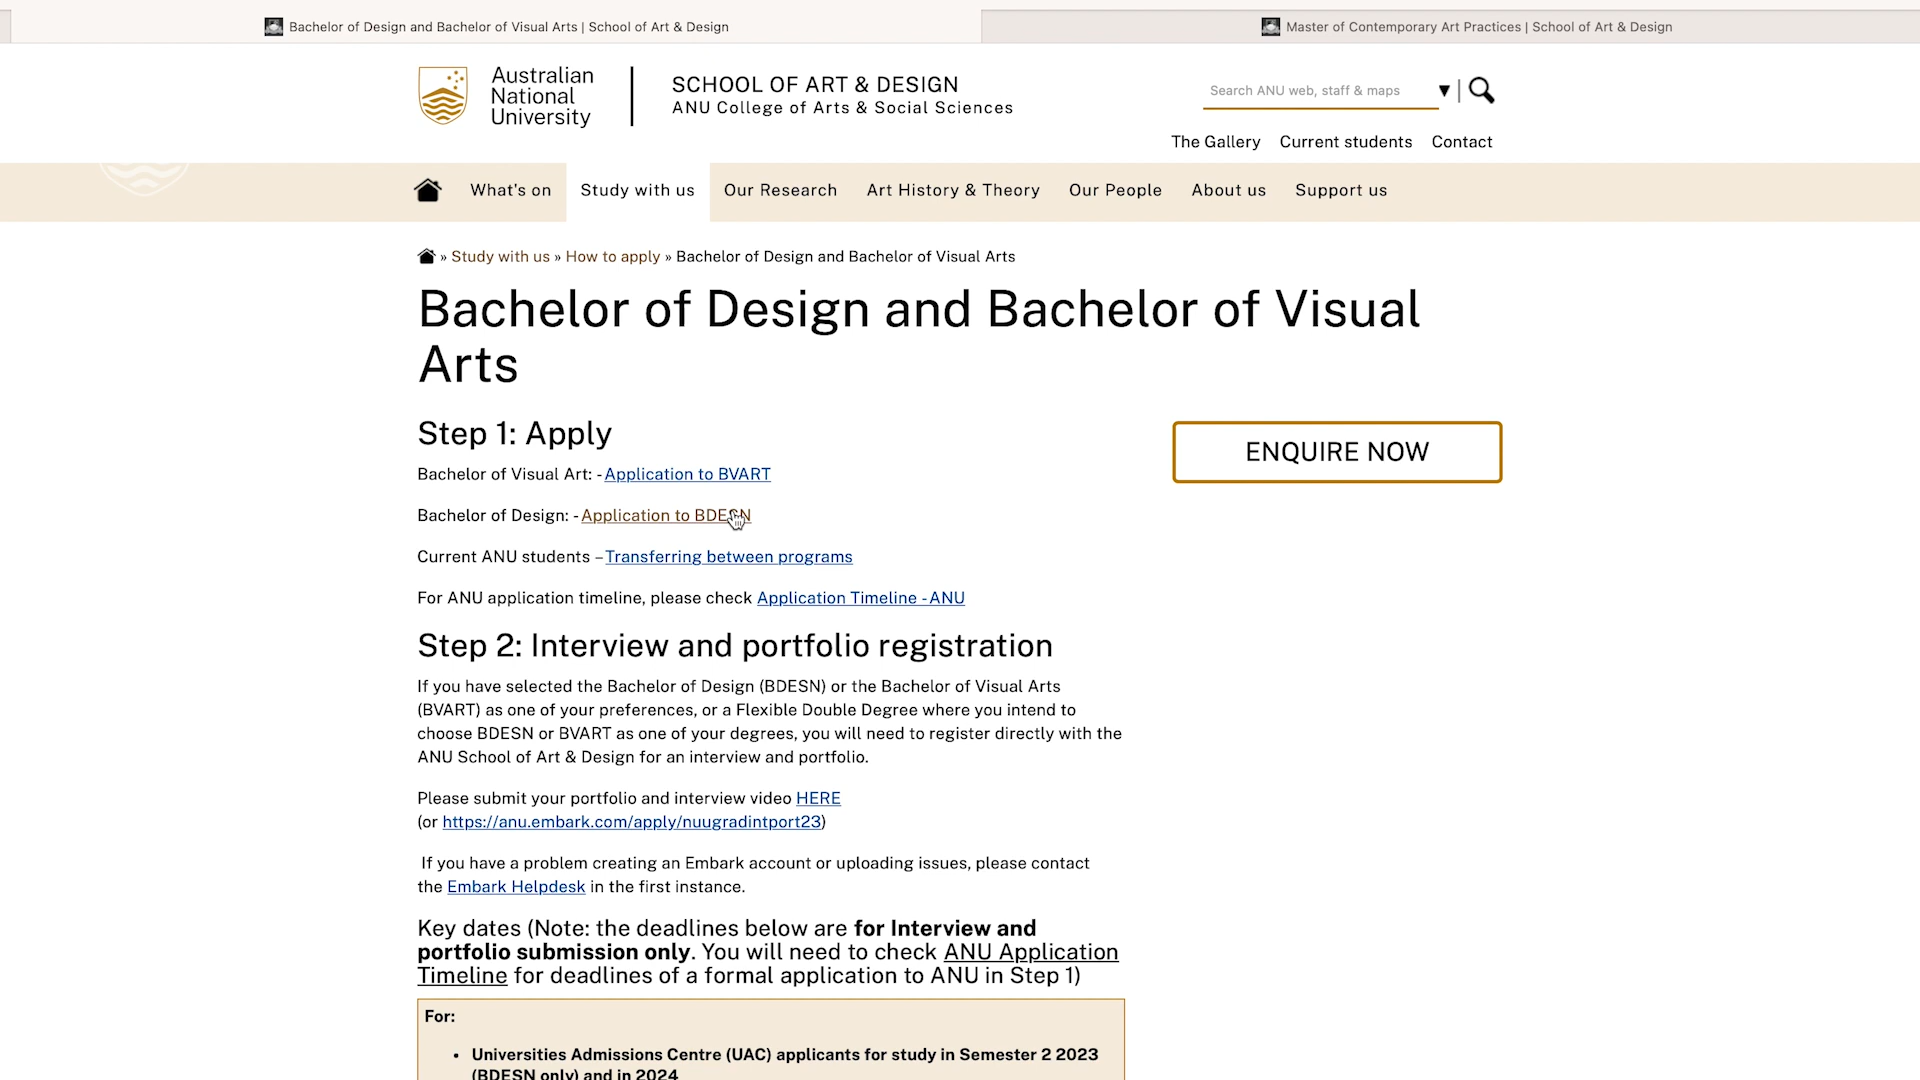 Bachelor of Design and Bachelor of Visual Arts | School of Art & Design
Master of Contemporary Art Practices | School of Art & Design
Australian
National
University
SCHOOL OF ART & DESIGN
ANU College of Arts & Social Sciences
Search ANU web, staff & maps
The Gallery Current students Contact
What's on Study with us Our Research Art History & Theory Our People About us Support us
» Study with us » How to apply » Bachelor of Design and Bachelor of Visual Arts
Bachelor of Design and Bachelor of Visual
Arts
Step 1: Apply
ENQUIRE NOW
Bachelor of Visual Art: - Application to BVART
Bachelor of Design: - Application to BDESN
Current ANU students – Transferring between programs
For ANU application timeline, please check Application Timeline - ANU
Step 2: Interview and portfolio registration
If you have selected the Bachelor of Design (BDESN) or the Bachelor of Visual Arts
(BVART) as one of your preferences, or a Flexible Double Degree where you intend to
choose BDESN or BVART as one of your degrees, you will need to register directly with the
ANU School of Art & Design for an interview and portfolio.
Please submit your portfolio and interview video HERE
(or https://anu.embark.com/apply/nuugradintport23)
If you have a problem creating an Embark account or uploading issues, please contact
the Embark Helpdesk in the first instance.
Key dates (Note: the deadlines below are for Interview and
portfolio submission only. You will need to check ANU Application
Timeline for deadlines of a formal application to ANU in Step 1)
For:
• Universities Admissions Centre (UAC) applicants for study in Semester 2 2023
(BDESN only) and in 2024